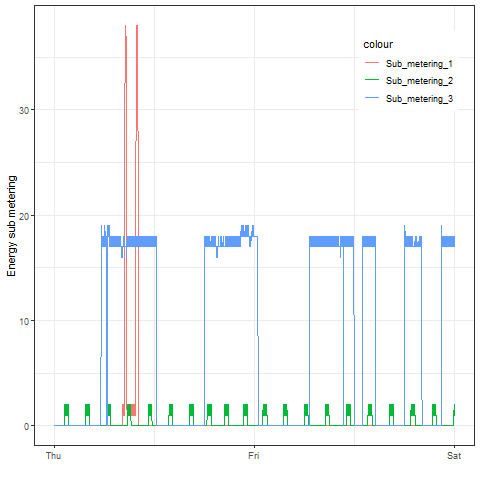 colour
Sub_metering_1
Sub_metering_2
Sub_metering_3
Energy sub metering
30
20
10
0
Thu
Fri
Sat